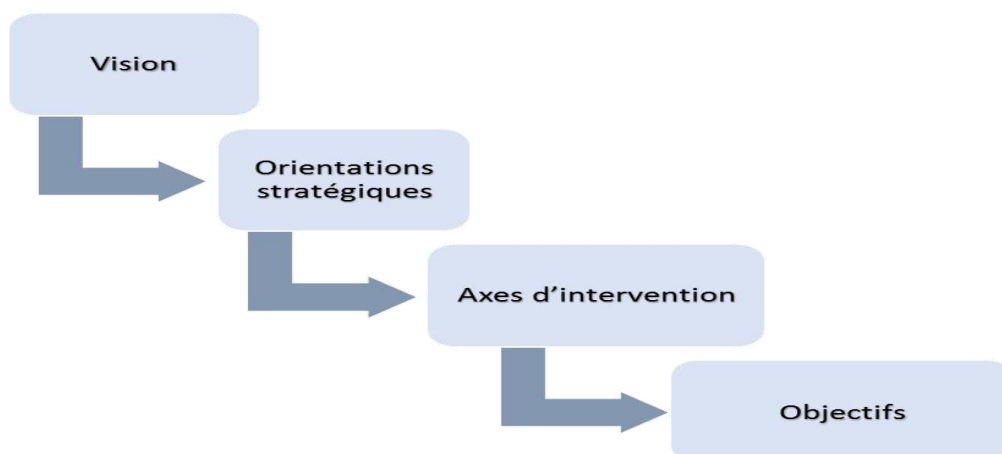 Vision
Orientations
stratégiques
Axes d’intervention
Objectifs